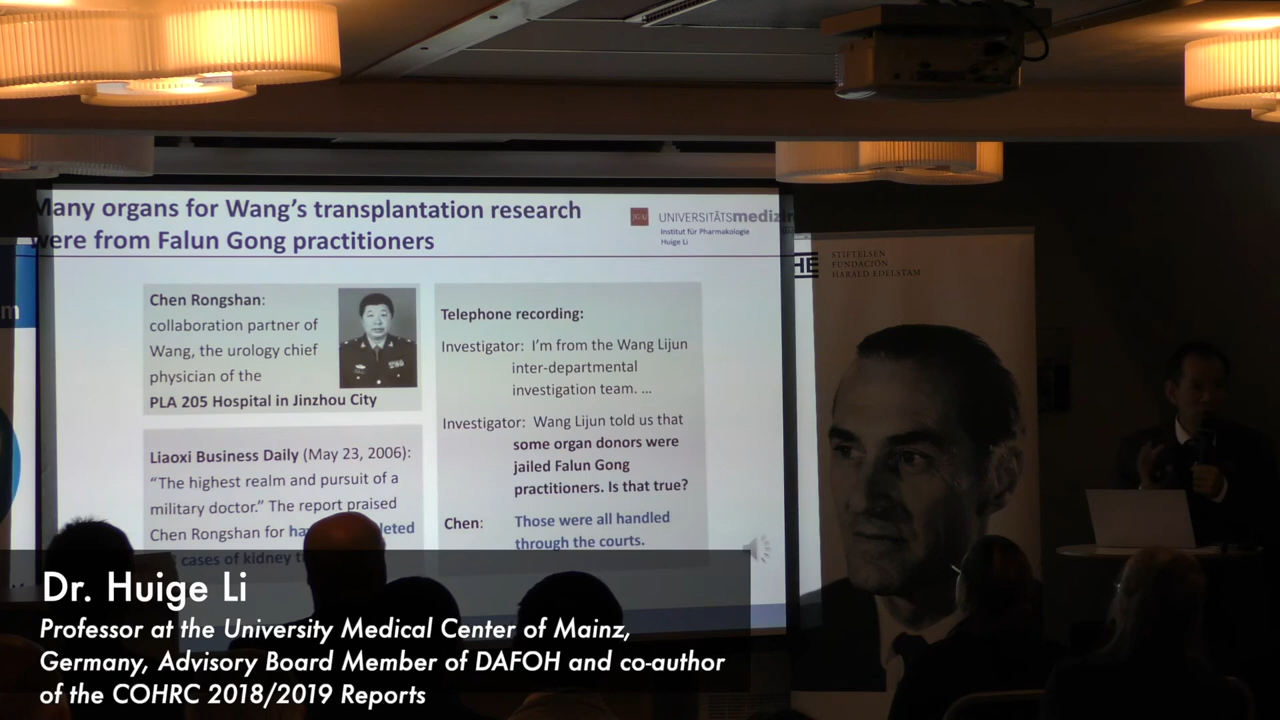 Many organs for Wang's transplantation research
were from Falun Gong practitioners
JGU
UNIVERSITÄTSmedizin
Institut für Pharmakologie
Huige Li
Chen Rongshan:
collaboration partner of
Wang, the urology chief
physician of the
PLA 205 Hospital in Jinzhou City
Liaoxi Business Daily (May 23, 2006):
"The highest realm and pursuit of a
military doctor." The report praised
Chen Rongshan for
cases of kidney
Telephone recording:
Investigator: I'm from the Wang Lijun
inter-departmental
investigation team. ...
Investigator: Wang Lijun told us that
some organ donors were
jailed Falun Gong
practitioners. Is that true?
Chen: Those were all handled
through the courts.
HE
STIFTELSEN
FUNDACIÓN
HARALD EDELSTAM
m
Dr. Huige Li
Professor at the University Medical Center of Mainz,
Germany, Advisory Board Member of DAFOH and co-author
of the COHRC 2018/2019 Reports